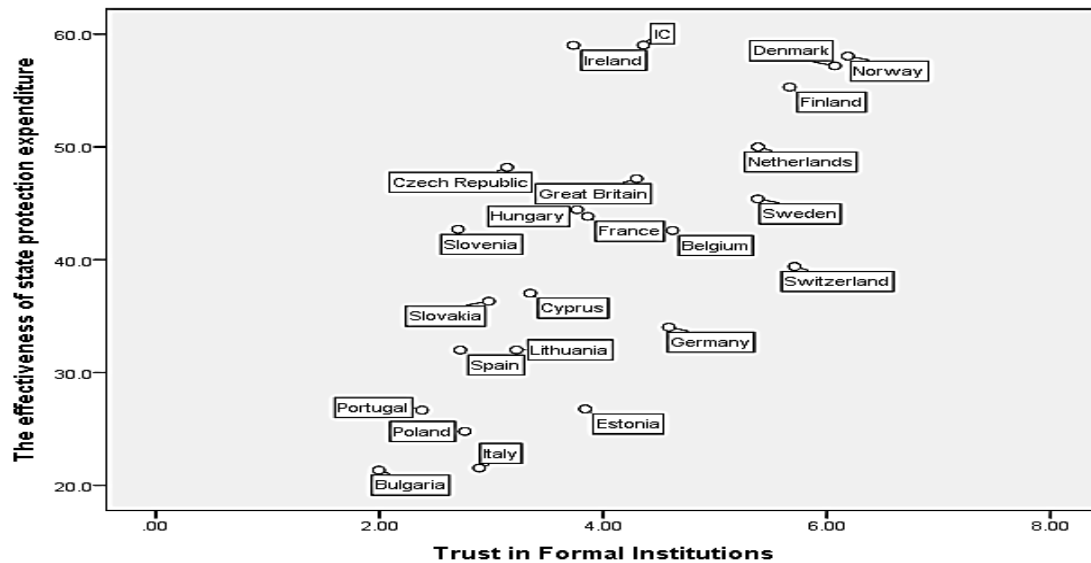 The effectiveness of state protection expenditure
60.0
50.0
40.0
30.0
20.0
IC
Ireland
Denmark
Norway
Finland
Netherlands
Czech Republic
Great Britain
Sweden
Hungary
France
Slovenia
Belgium
Switzerland
Slovakia
Cyprus
Germany
Lithuania
Spain
Portugal
Estonia
Poland
Italy
Bulgaria
.00
2.00
4.00
6.00
8.00
Trust in Formal Institutions